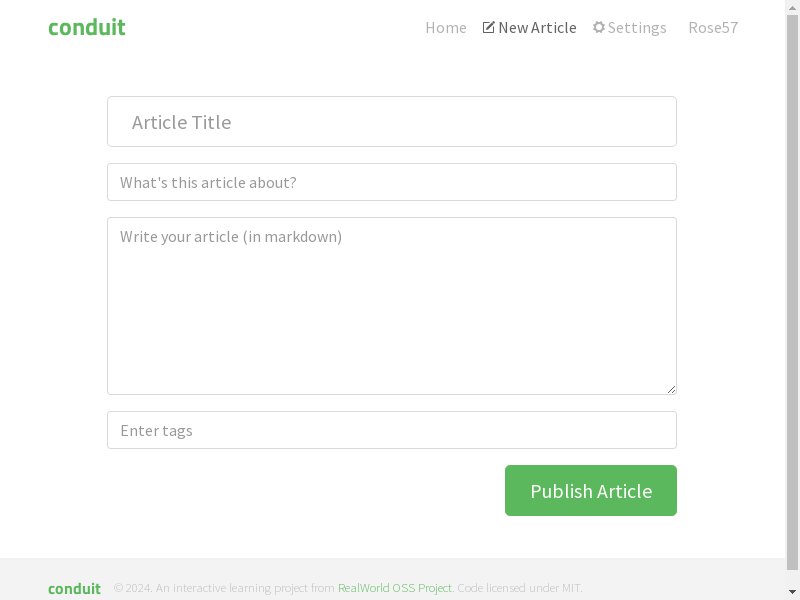 conduit Home New Article Settings Rose57
Article Title
What's this article about?
Write your article (in markdown)
Enter tags
Publish Article
conduit © 2024. An interactive learning project from RealWorld OSS Project. Code licensed under MIT.